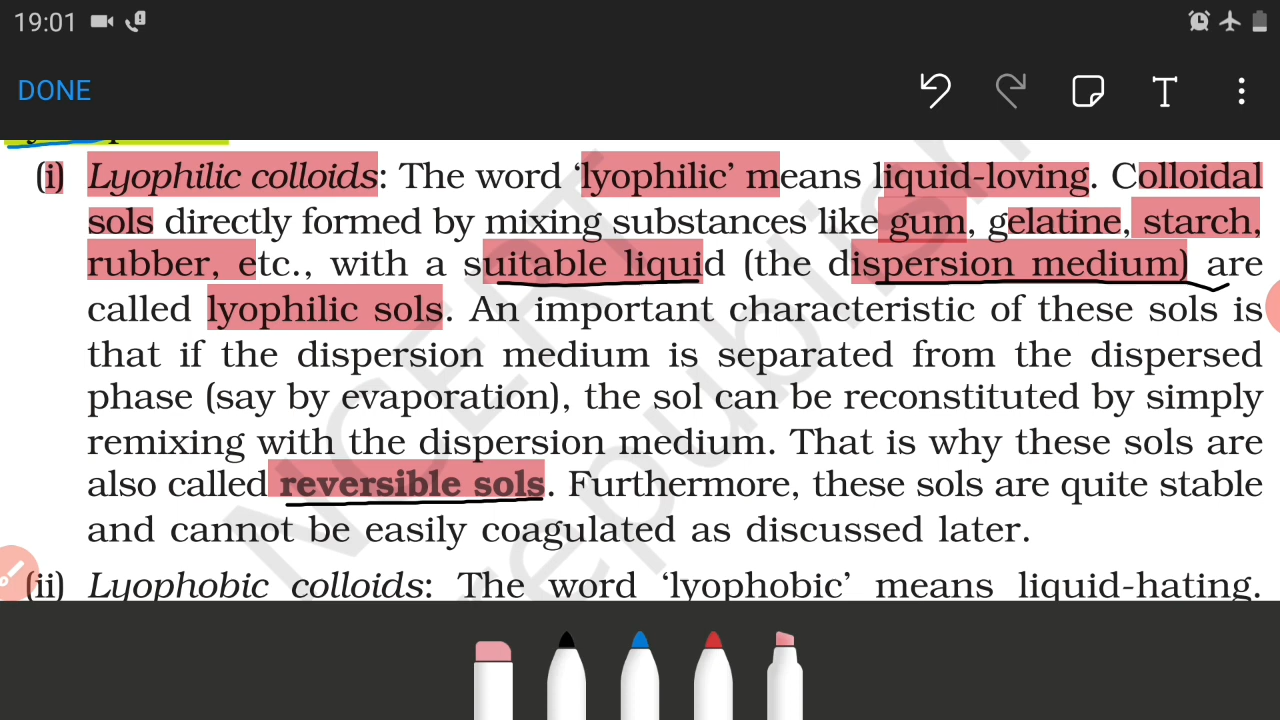 19:01
DONE
T
(i) Lyophilic colloids: The word ‘lyophilic’ means liquid-loving. Colloidal
sols directly formed by mixing substances like gum, gelatine, starch,
rubber, etc., with a suitable liquid (the dispersion medium) are
called lyophilic sols. An important characteristic of these sols is
that if the dispersion medium is separated from the dispersed
phase (say by evaporation), the sol can be reconstituted by simply
remixing with the dispersion medium. That is why these sols are
also called reversible sols. Furthermore, these sols are quite stable
and cannot be easily coagulated as discussed later.
(ii) Lyophobic colloids: The word ‘lyophobic’ means liquid-hating.
NCERT
republish